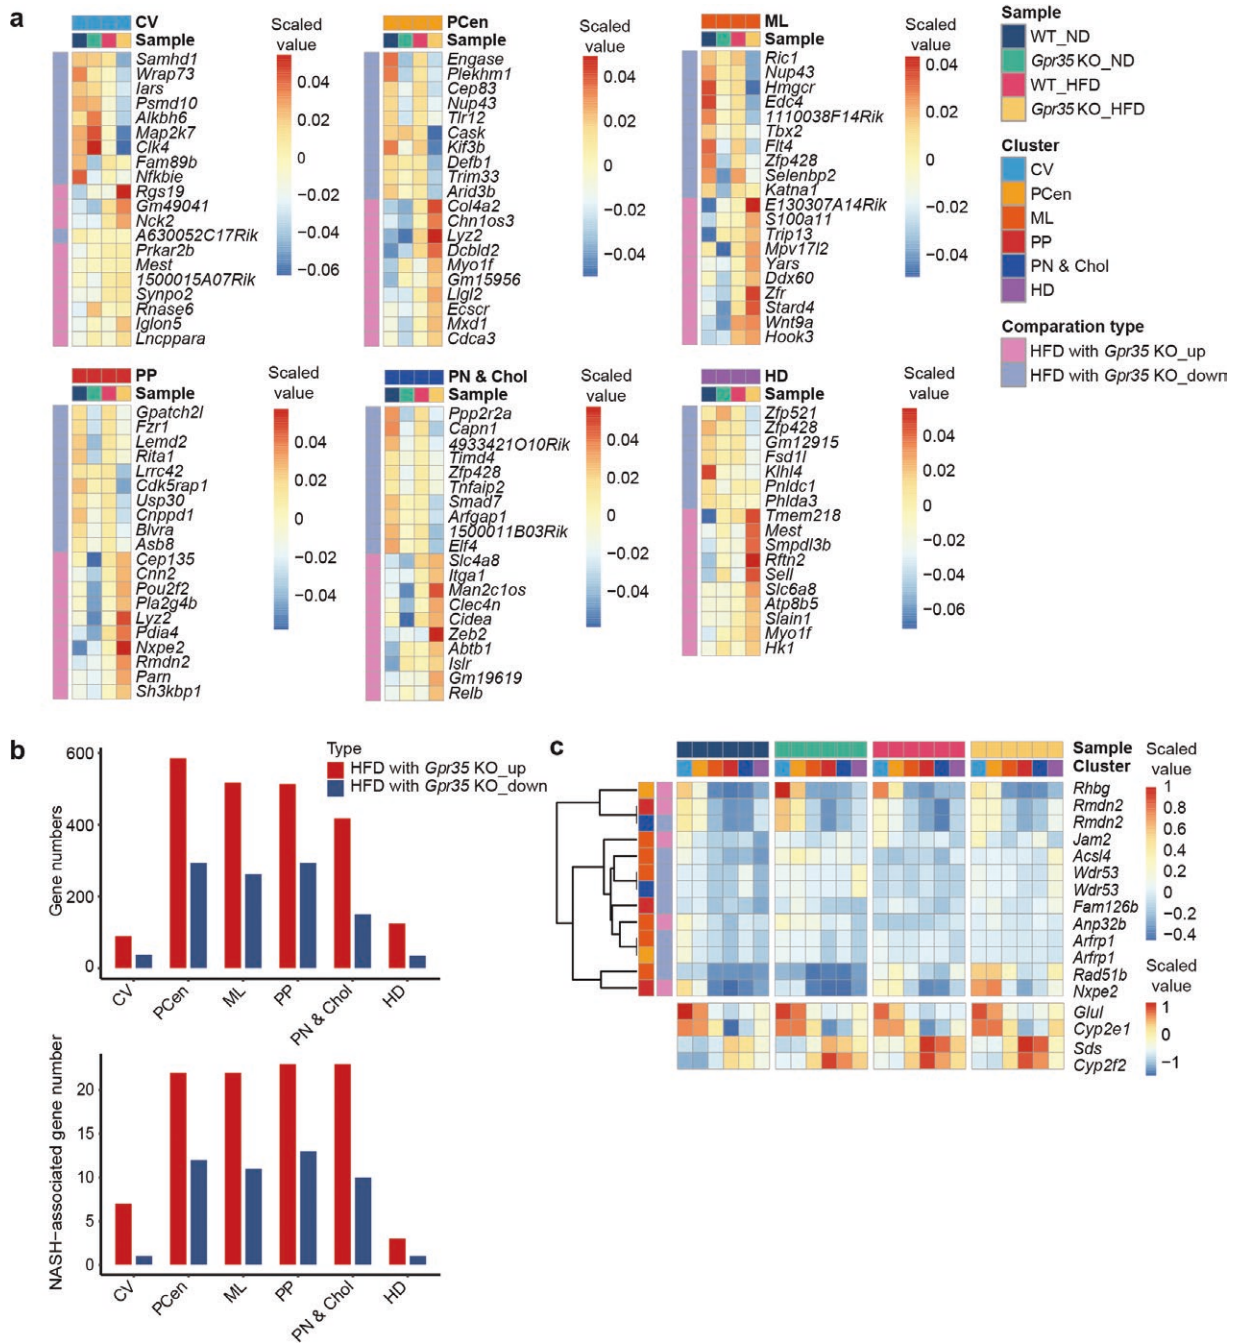 a
CV
Sample
Samhd1
Wrap73
Iars
Psmd10
Alkbh6
Map2k7
Clk4
Fam89b
Nfkbie
Rgs19
Gm49041
Nck2
A630052C17Rik
Prkar2b
Mest
1500015A07Rik
Synpo2
Rnase6
Iglon5
Lncppara
Scaled
value
0.04
0.02
0
−0.02
−0.04
−0.06
PCen
Sample
Engase
Plekhm1
Cep83
Nup43
Tlr12
Cask
Kif3b
Defb1
Trim33
Arid3b
Col4a2
Chn1os3
Lyz2
Dcbld2
Myo1f
Gm15956
Llgl2
Ecscr
Mxd1
Cdca3
Scaled
value
0.04
0.02
0
−0.02
−0.04
ML
Sample
Ric1
Nup43
Hmgcr
Edc4
1110038F14Rik
Tbx2
Flt4
Zfp428
Selenbp2
Katna1
E130307A14Rik
S100a11
Trip13
Mpv17l2
Yars
Ddx60
Zfr
Stard4
Wnt9a
Hook3
Scaled
value
0.04
0.02
0
−0.02
−0.04
Sample
WT_ND
Gpr35 KO_ND
WT_HFD
Gpr35 KO_HFD
Cluster
CV
PCen
ML
PP
PN & Chol
HD
Comparation type
HFD with Gpr35 KO_up
HFD with Gpr35 KO_down
PP
Sample
Gpatch2l
Fzr1
Lemd2
Rita1
Lrrc42
Cdk5rap1
Usp30
Cnppd1
Blvra
Asb8
Cep135
Cnn2
Pou2f2
Pla2g4b
Lyz2
Pdia4
Nxpe2
Rmdn2
Parn
Sh3kbp1
Scaled
value
0.04
0.02
0
−0.02
−0.04
PN & Chol
Sample
Ppp2r2a
Capn1
4933421O10Rik
Timd4
Zfp428
Tnfaip2
Smad7
Arfgap1
1500011B03Rik
Elf4
Slc4a8
Itga1
Man2c1os
Clec4n
Cidea
Zeb2
Abtb1
Islr
Gm19619
Relb
Scaled
value
0.04
0.02
0
−0.02
−0.04
HD
Sample
Zfp521
Zfp428
Gm12915
Fsd1l
Klhl4
Pnldc1
Phlda3
Tmem218
Mest
Smpdl3b
Rftn2
Sell
Slc6a8
Atp8b5
Slain1
Myo1f
Hk1
Scaled
value
0.04
0.02
0
−0.02
−0.04
−0.06
b
Type
HFD with Gpr35 KO_up
HFD with Gpr35 KO_down
Gene numbers
600
400
200
0
CV
PCen
ML
PP
PN & Chol
HD
NASH−associated gene number
20
15
10
5
0
CV
PCen
ML
PP
PN & Chol
HD
c
Sample
Cluster
Rhbg
Rmdn2
Rmdn2
Jam2
Acsl4
Wdr53
Wdr53
Fam126b
Anp32b
Arfrp1
Arfrp1
Rad51b
Nxpe2
Glul
Cyp2e1
Sds
Cyp2f2
Scaled
value
1
0.8
0.6
0.4
0.2
0
−0.2
−0.4
Scaled
value
1
0
−1